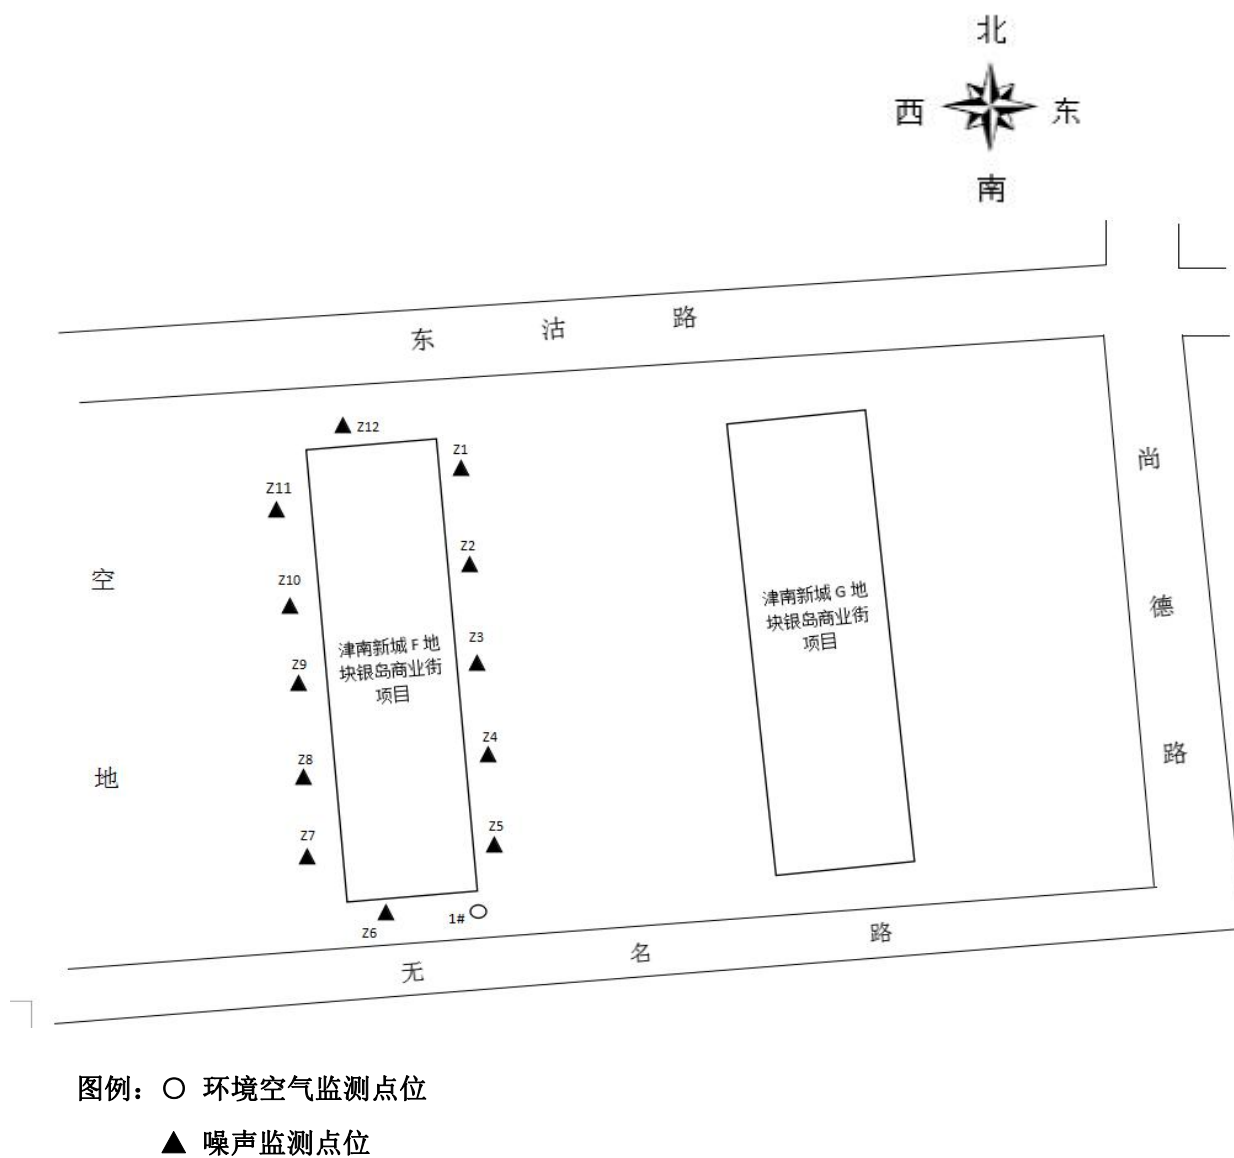 北
西 东
南
东 沽 路
Z12
Z1
Z11
Z2
Z10
Z3
Z9
Z4
Z8
Z5
Z7
Z6
1#
空
地
津南新城 F 地
块银岛商业街
项目
津南新城 G 地
块银岛商业街
项目
尚
德
路
无 名 路
图例：○ 环境空气监测点位
▲ 噪声监测点位